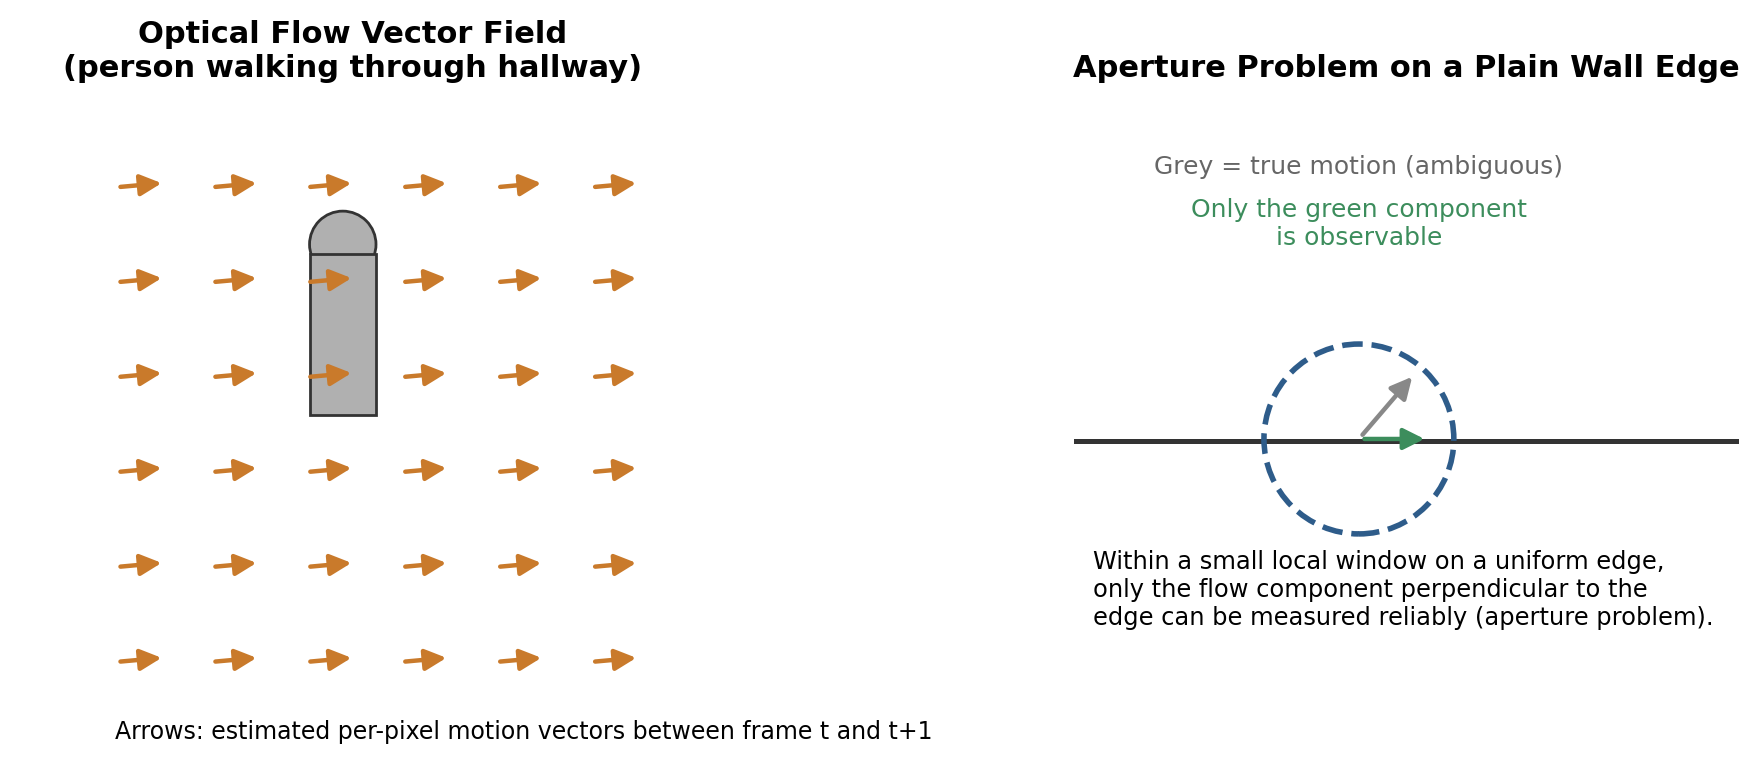 Optical Flow Vector Field
(person walking through hallway)
Arrows: estimated per-pixel motion vectors between frame t and t+1
Aperture Problem on a Plain Wall Edge
Grey = true motion (ambiguous)
Only the green component
is observable
Within a small local window on a uniform edge,
only the flow component perpendicular to the
edge can be measured reliably (aperture problem).